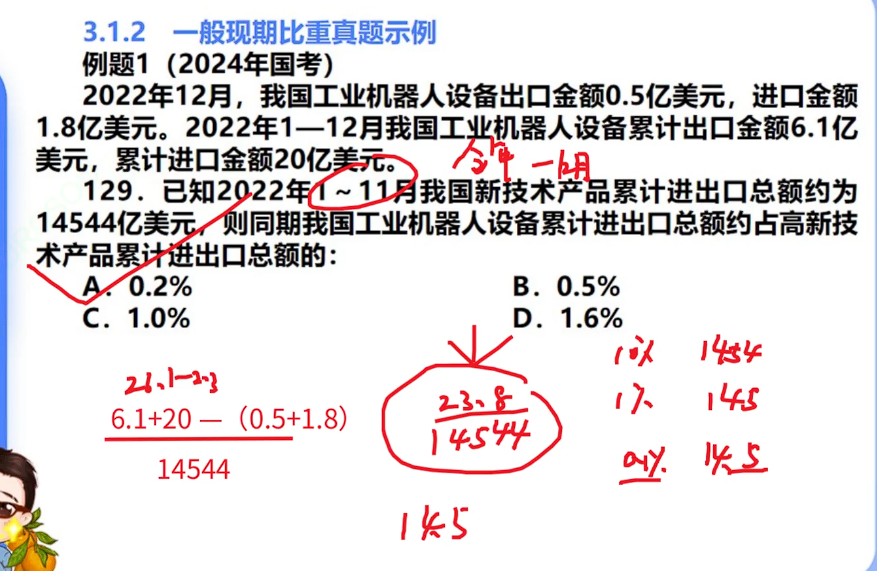 3.1.2 一般现期比重真题示例
例题1（2024年国考）
2022年12月，我国工业机器人设备出口金额0.5亿美元，进口金额
1.8亿美元。2022年1—12月我国工业机器人设备累计出口金额6.1亿
美元，累计进口金额20亿美元。
全年 一 12月
129．已知2022年1～11月我国新技术产品累计进出口总额约为
14544亿美元，则同期我国工业机器人设备累计进出口总额约占高新技
术产品累计进出口总额的：
A．0.2%
B．0.5%
C．1.0%
D．1.6%
26.1-2.3
6.1+20 —（0.5+1.8）
14544
23.8
14544
14.5
10% 1454
1% 145
0.1% 14.5